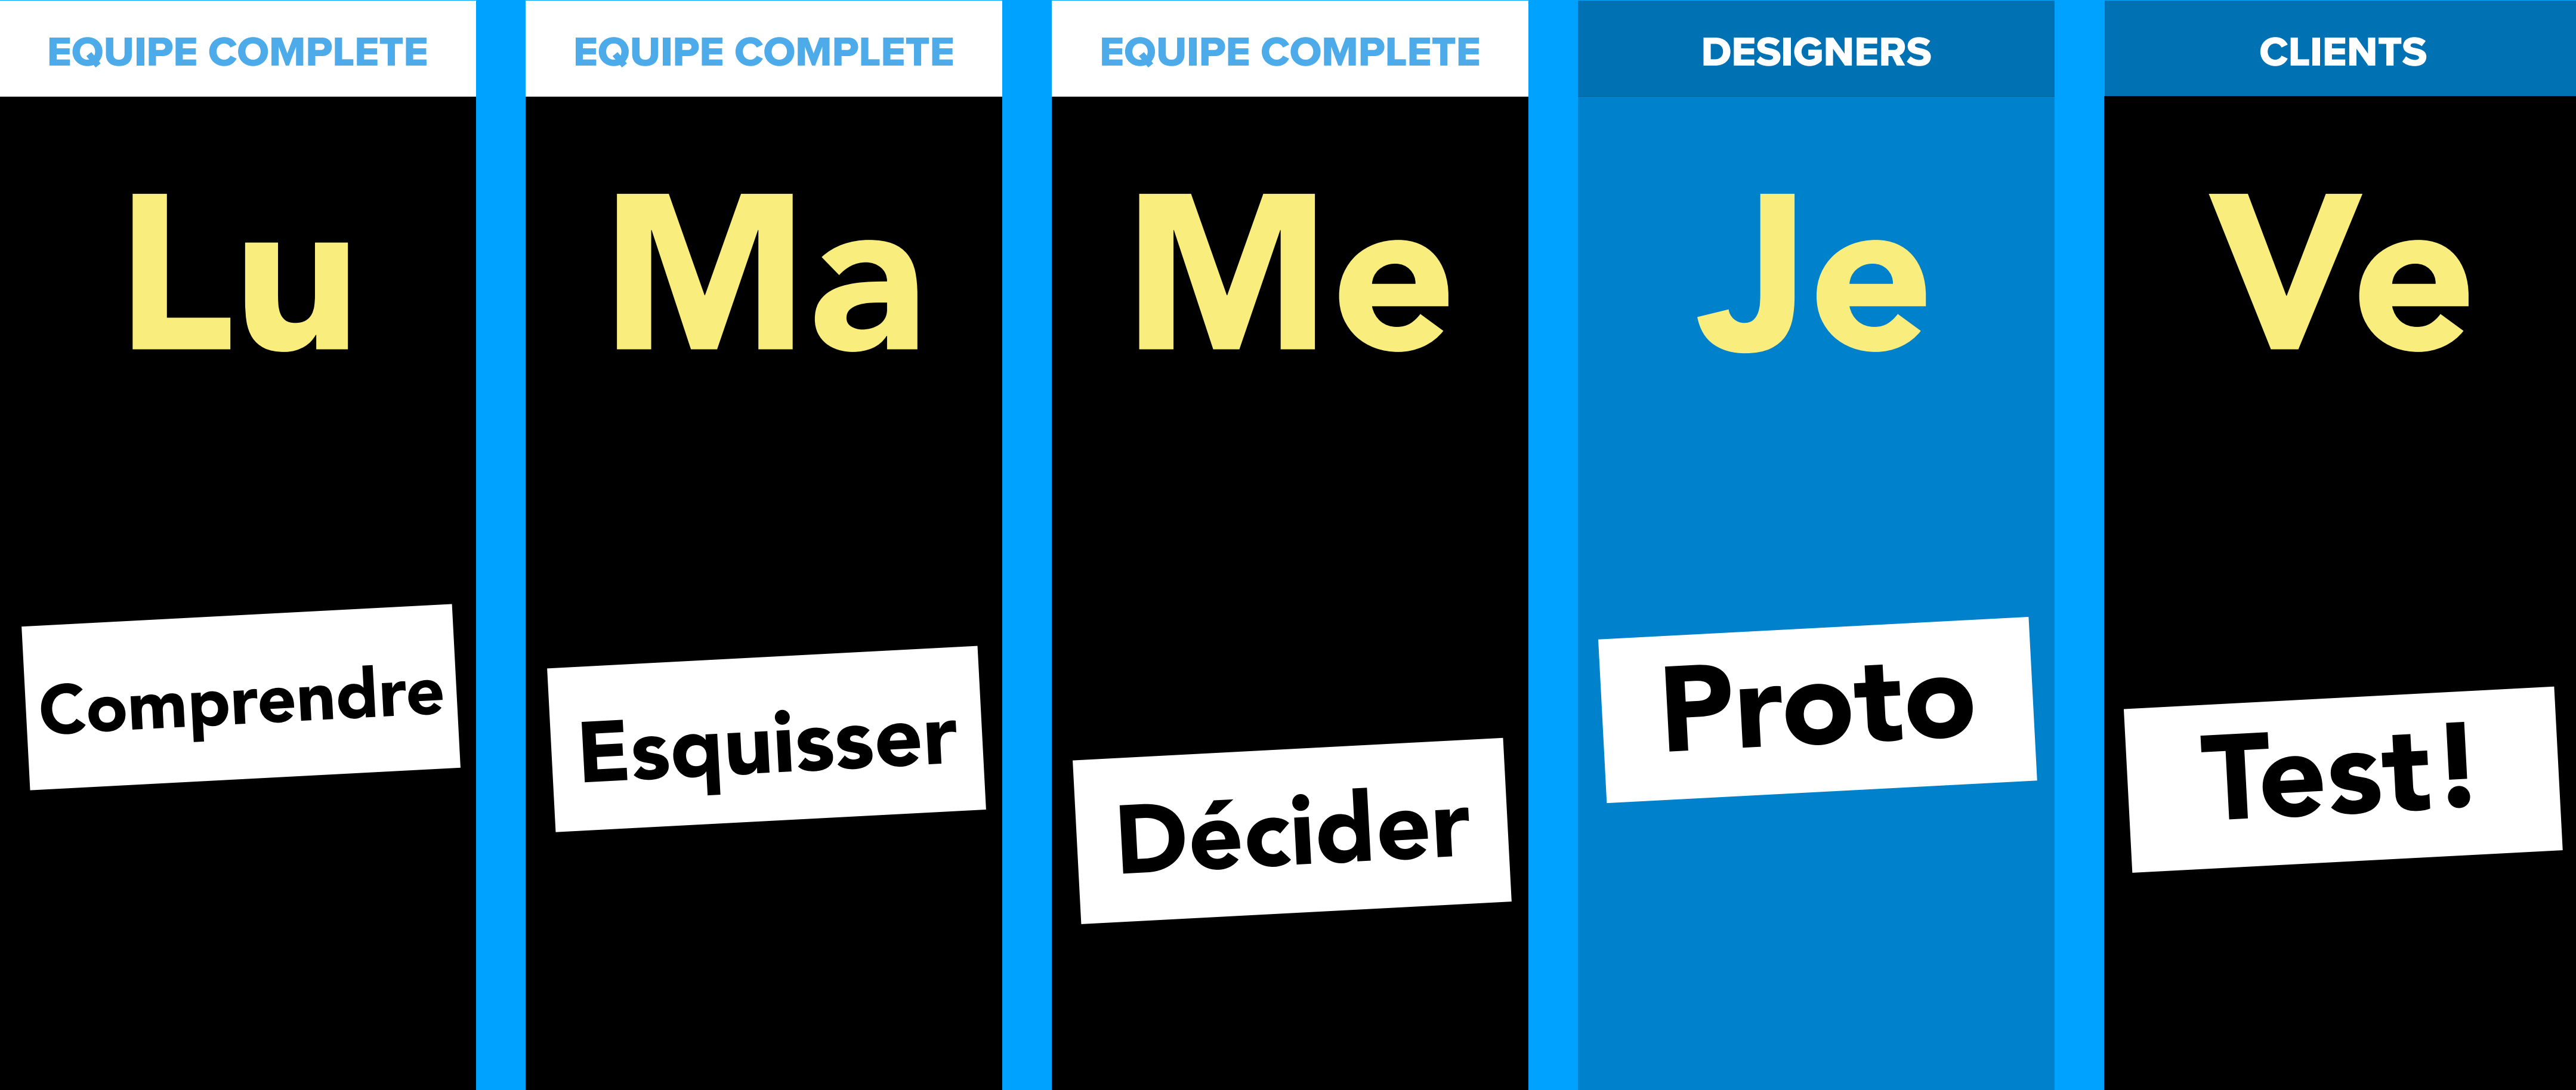 EQUIPE COMPLETE
Lu
Comprendre
EQUIPE COMPLETE
Ma
Esquisser
EQUIPE COMPLETE
Me
Décider
DESIGNERS
Je
Proto
CLIENTS
Ve
Test!